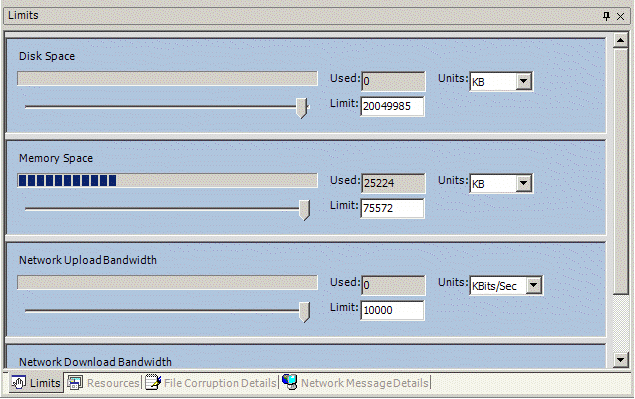 Limits
Disk Space
Used: 0 Units: KB
Limit: 20049985
Memory Space
Used: 25224 Units: KB
Limit: 75572
Network Upload Bandwidth
Used: 0 Units: KBits/Sec
Limit: 10000
Network Download Bandwidth
Limits Resources File Corruption Details Network Message Details